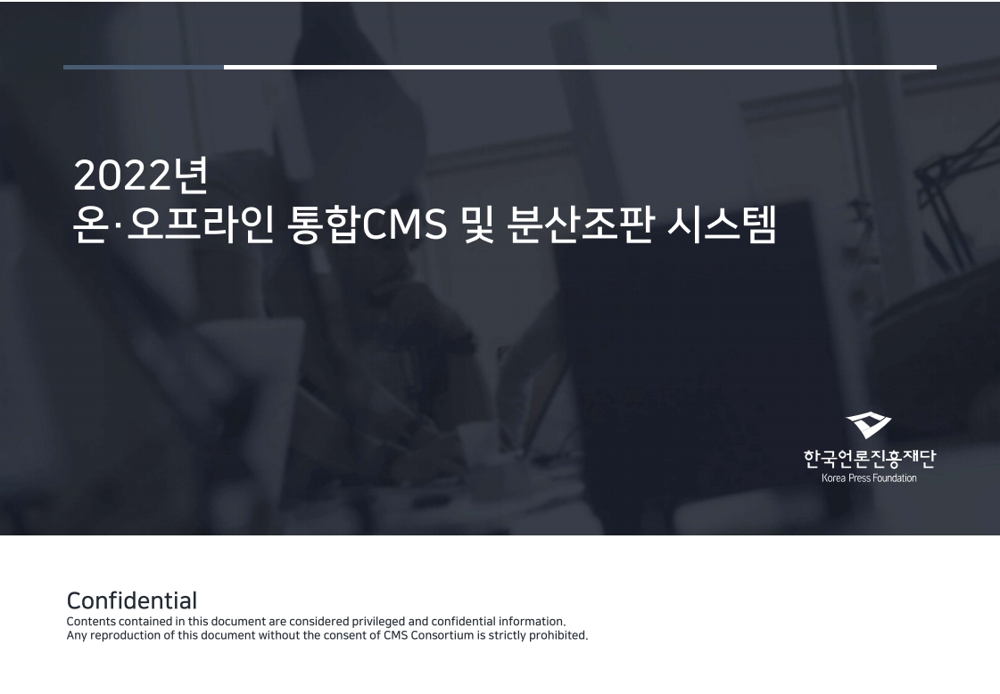 2022년
온·오프라인 통합CMS 및 분산조판 시스템
한국언론진흥재단
Korea Press Foundation
Confidential
Contents contained in this document are considered privileged and confidential information.
Any reproduction of this document without the consent of CMS Consortium is strictly prohibited.